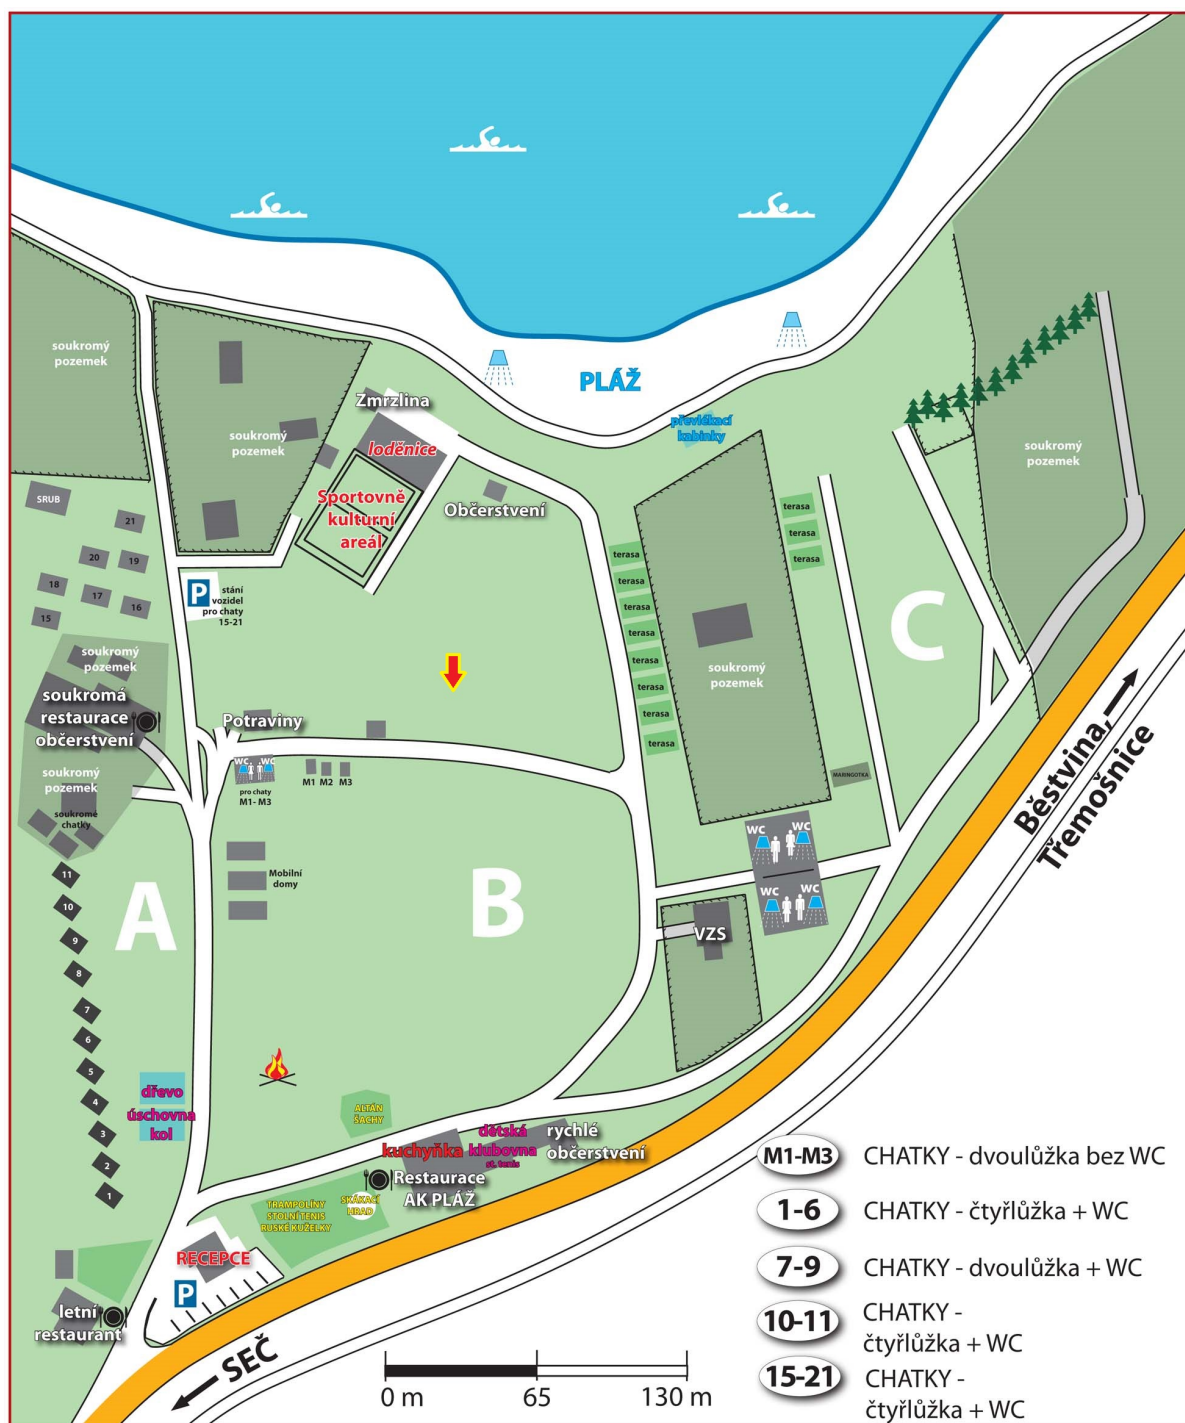 PLÁŽ
soukromý
pozemek
soukromý
pozemek
Zmrzlina
loděnice
Sportovně
kulturní
areál
Občerstvení
převlékací
kabinky
soukromý
pozemek
SRUB
21
20
19
18
17
16
15
P
stání
vozidel
pro chaty
15-21
terasa
terasa
terasa
terasa
terasa
terasa
terasa
terasa
terasa
terasa
terasa
C
soukromý
pozemek
soukromý
pozemek
soukromá
restaurace
občerstvení
Potraviny
WC
WC
pro chaty
M1- M3
M1
M2
M3
soukromý
pozemek
soukromé
chatky
MARINGOTKA
Běstvina,
Třemošnice
WC
WC
WC
WC
VZS
Mobilní
domy
A
B
11
10
9
8
7
6
5
4
3
2
1
dřevo
úschovna
kol
ALTÁN
ŠACHY
kuchyňka
dětská
klubovna
st. tenis
rychlé
občerstvení
Restaurace
AK PLÁŽ
TRAMPOLÍNY
STOLNÍ TENIS
RUSKÉ KUŽELKY
SKÁKACÍ
HRAD
RECEPCE
P
letní
restaurant
SEČ
0 m
65
130 m
M1-M3 CHATKY - dvoulůžka bez WC
1-6 CHATKY - čtyřlůžka + WC
7-9 CHATKY - dvoulůžka + WC
10-11 CHATKY -
čtyřlůžka + WC
15-21 CHATKY -
čtyřlůžka + WC